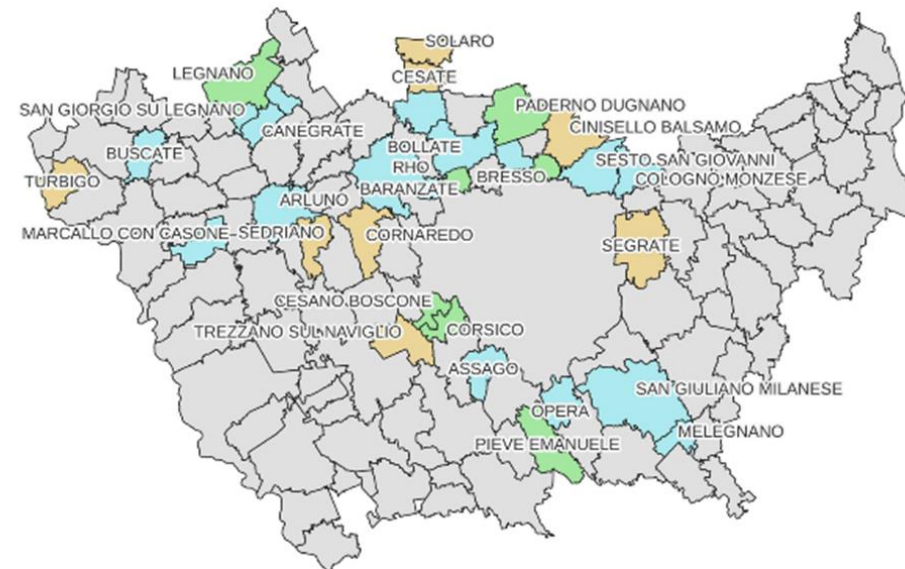 SOLARO
LEGNANO
CESATE
SAN GIORGIO SU LEGNANO
PADERNO DUGNANO
CANEGRATE
CINISELLO BALSAMO
BUSCATE
BOLLATE
RHO
SESTO SAN GIOVANNI
TURBIGO
BARANZATE
BRESSO
COLOGNO MONZESE
ARLUNO
MARCALLO CON CASONE
SEDRIANO
CORNAREDO
SEGRATE
CESANO BOSCONE
TREZZANO SUL NAVIGLIO
CORSICO
ASSAGO
SAN GIULIANO MILANESE
OPERA
MELEGNANO
PIEVE EMANUELE